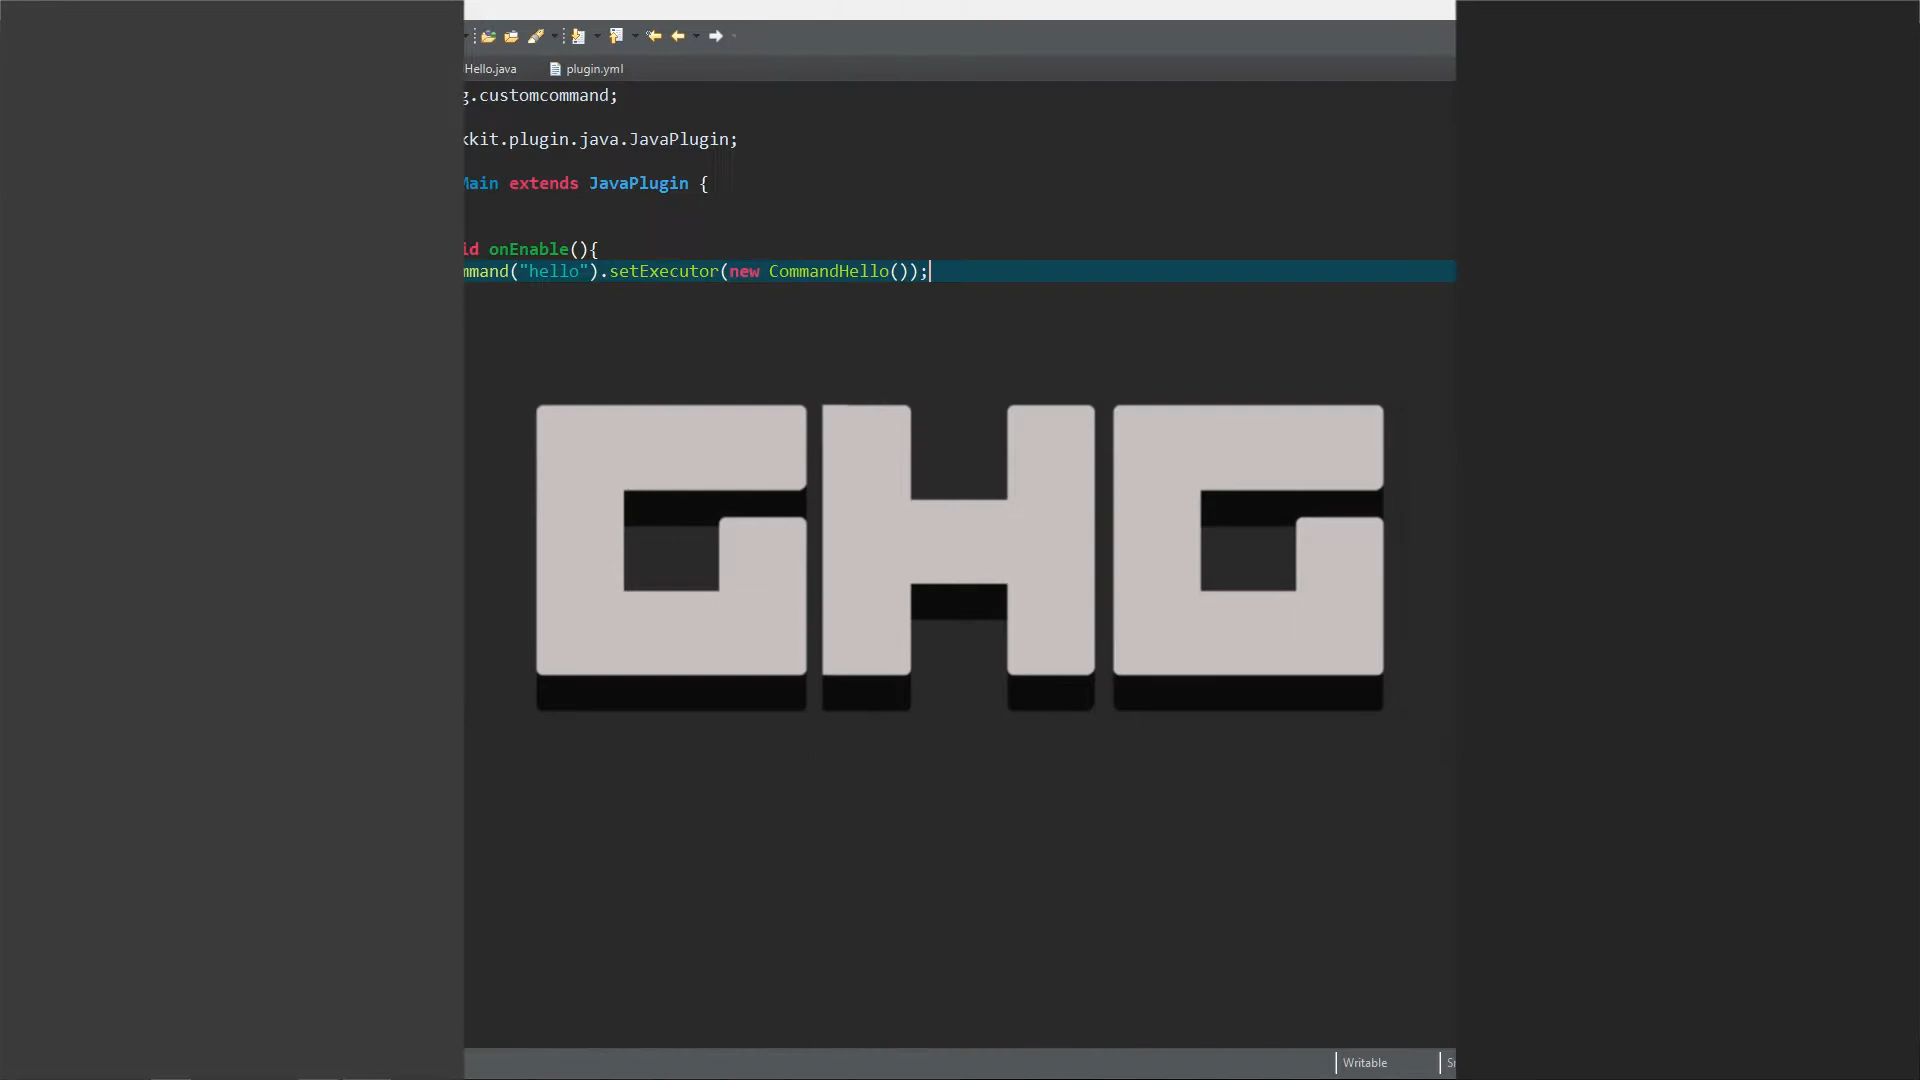 Hello.java plugin.yml
g.customcommand;
kkit.plugin.java.JavaPlugin;
Main extends JavaPlugin {
id onEnable(){
mmand("hello").setExecutor(new CommandHello());
GHG
Writable